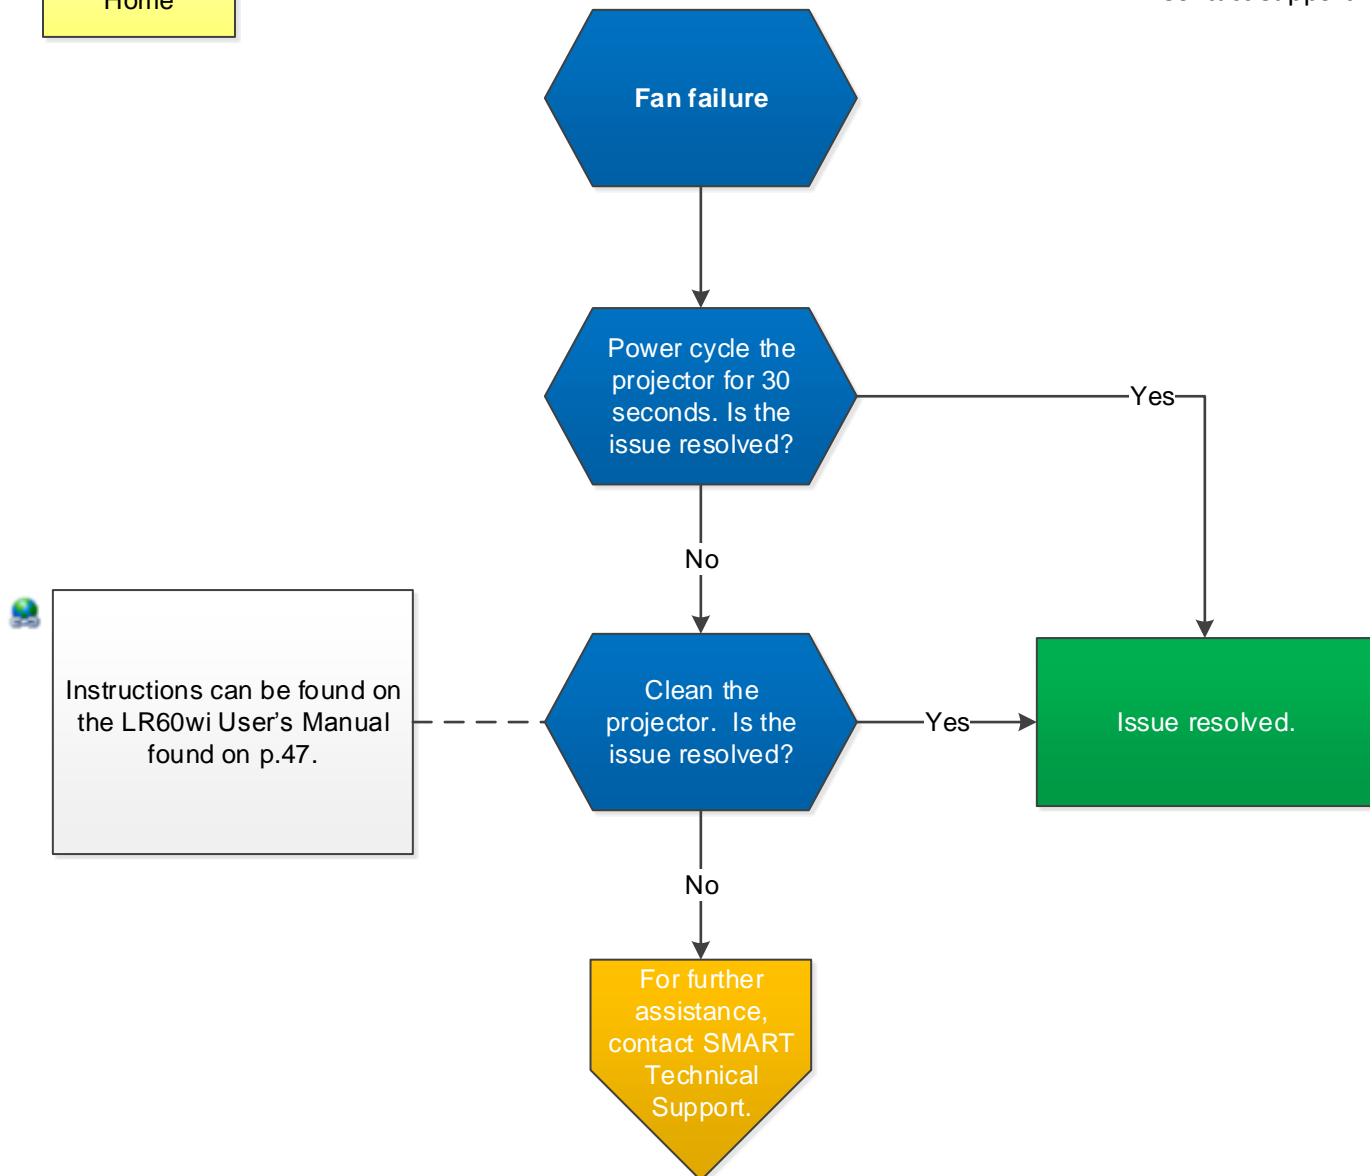 Home
Fan failure
Power cycle the
projector for 30
seconds. Is the
issue resolved?
Yes
No
Instructions can be found on
the LR60wi User’s Manual
found on p.47.
Clean the
projector.  Is the
issue resolved?
Yes
Issue resolved.
No
For further
assistance,
contact SMART
Technical
Support.